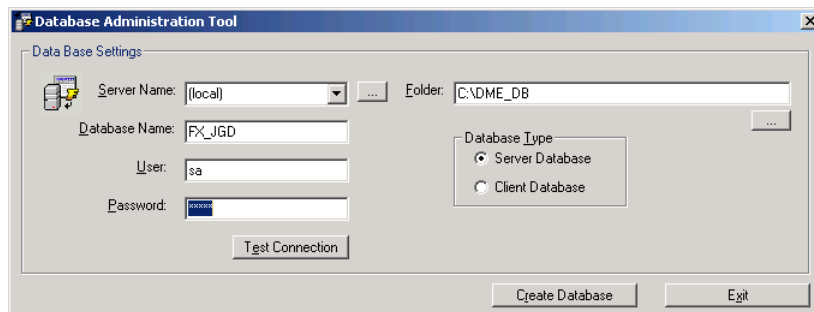 Database Administration Tool
Data Base Settings
Server Name: (local) ... Folder: C:\DME_DB
...
Database Name: FX_JGD
Database Type
Server Database
User: sa
Client Database
Password: *****
Test Connection
Create Database Exit